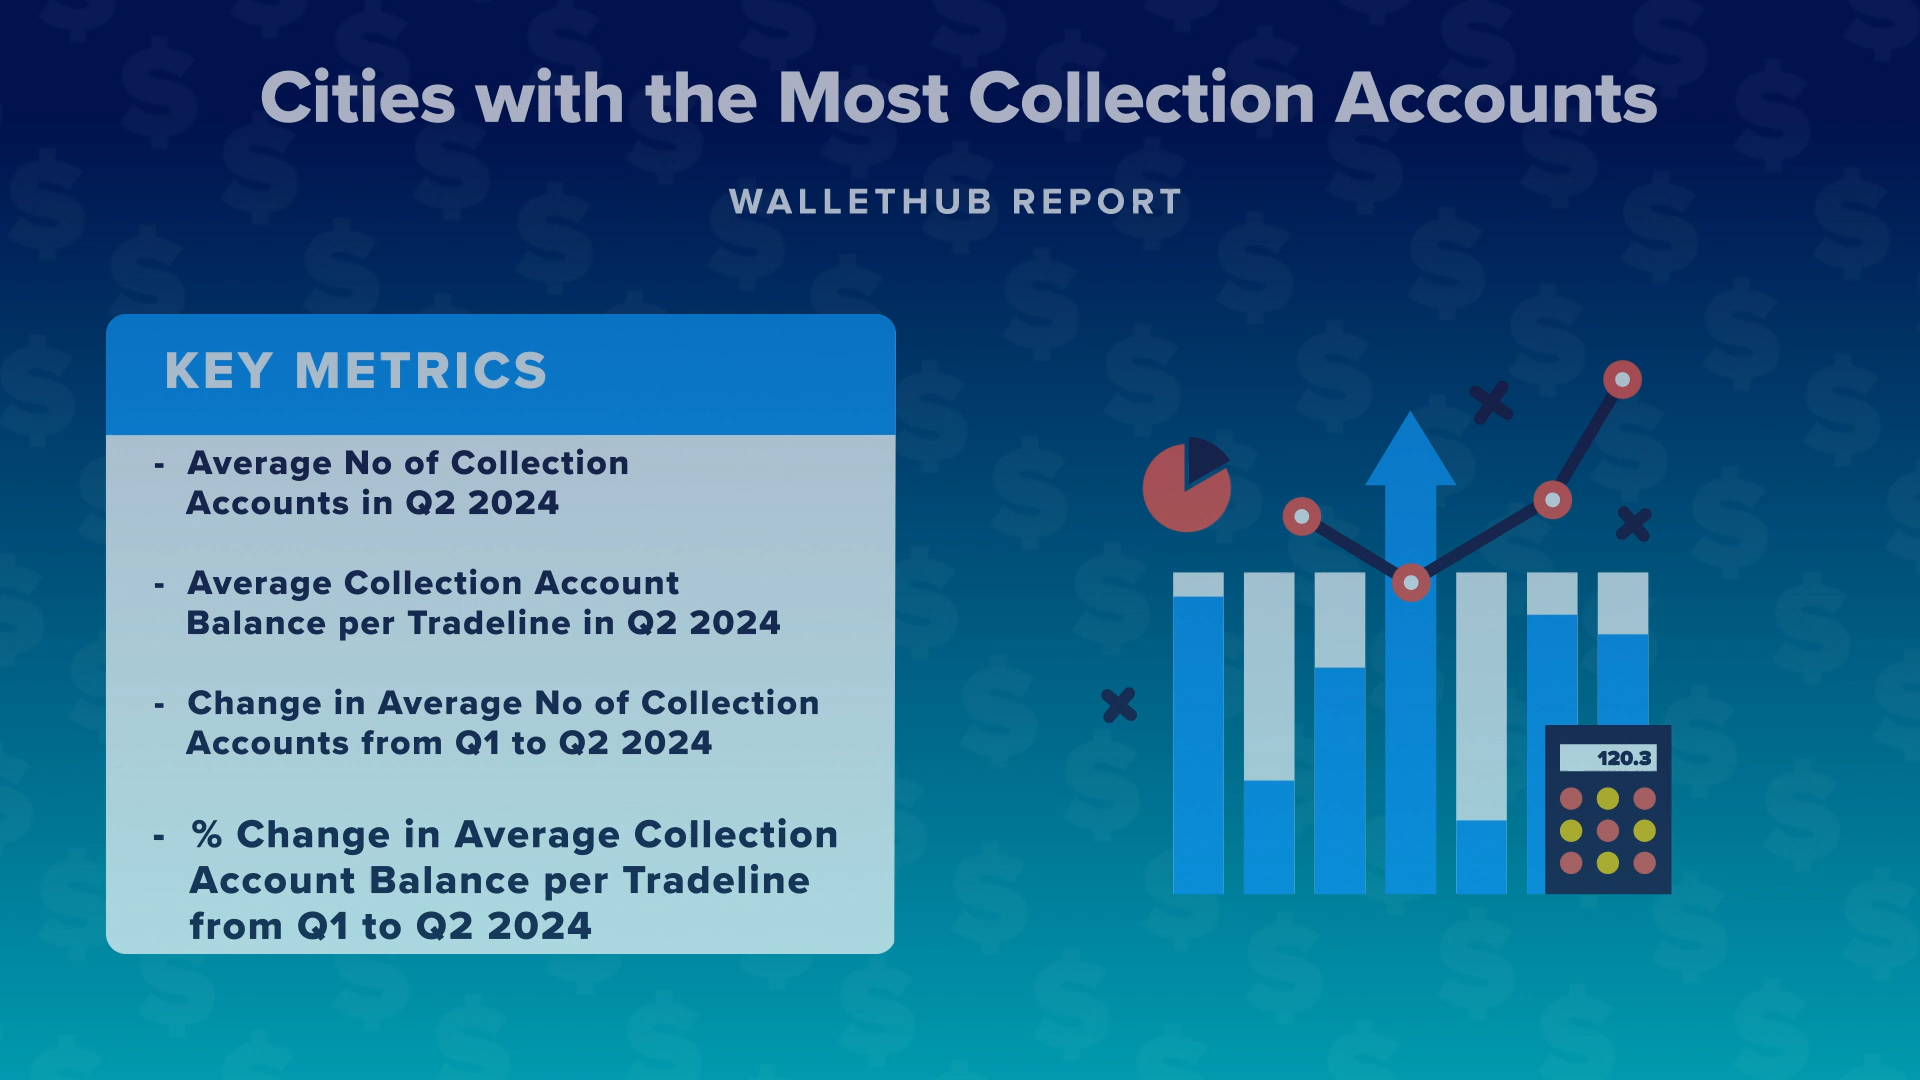 Cities with the Most Collection Accounts
WALLETHUB REPORT
KEY METRICS
- Average No of Collection
Accounts in Q2 2024
- Average Collection Account
Balance per Tradeline in Q2 2024
- Change in Average No of Collection
Accounts from Q1 to Q2 2024
- % Change in Average Collection
Account Balance per Tradeline
from Q1 to Q2 2024
120.3